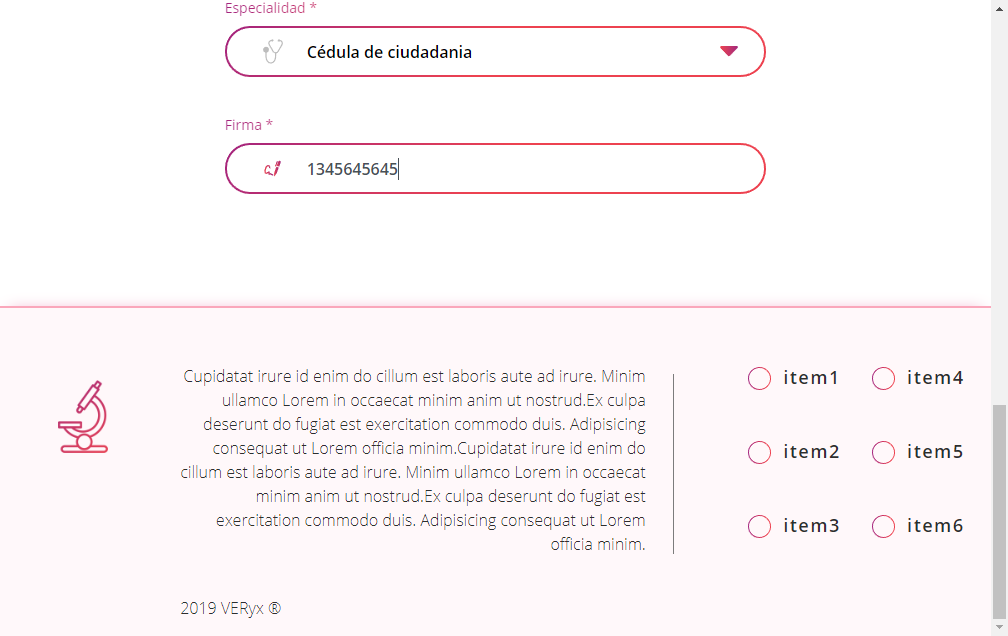 Especialidad *
Cédula de ciudadania
Firma *
1345645645
Cupidatat irure id enim do cillum est laboris aute ad irure. Minim
ullamco Lorem in occaecat minim anim ut nostrud.Ex culpa
deserunt do fugiat est exercitation commodo duis. Adipisicing
consequat ut Lorem officia minim.Cupidatat irure id enim do
cillum est laboris aute ad irure. Minim ullamco Lorem in occaecat
minim anim ut nostrud.Ex culpa deserunt do fugiat est
exercitation commodo duis. Adipisicing consequat ut Lorem
officia minim.
item1 item4
item2 item5
item3 item6
2019 VERyx ®